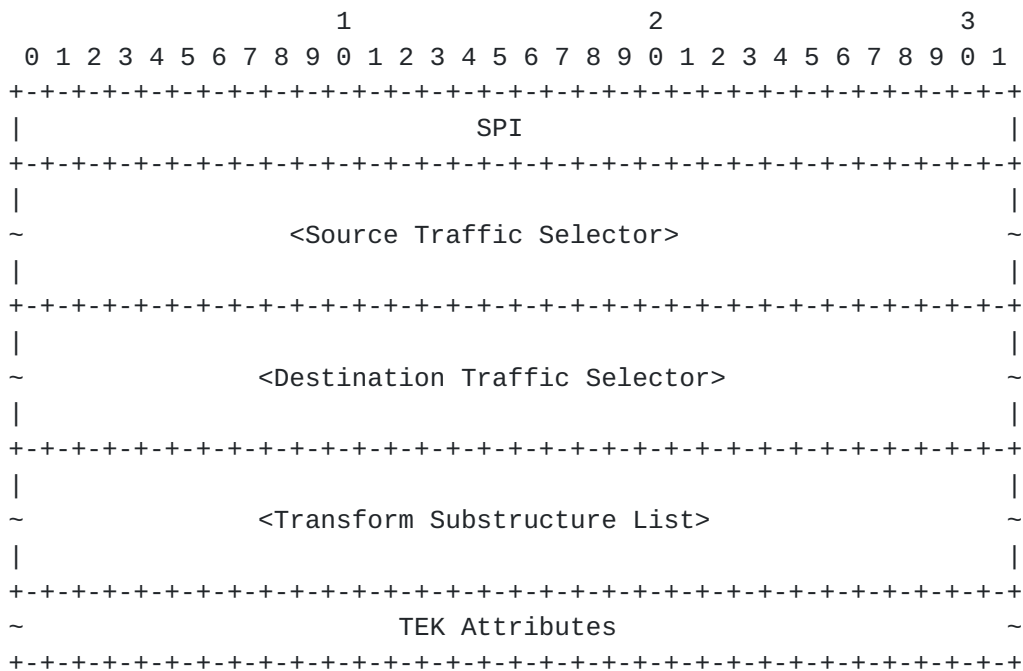 1                   2                   3
 0 1 2 3 4 5 6 7 8 9 0 1 2 3 4 5 6 7 8 9 0 1 2 3 4 5 6 7 8 9 0 1
+-+-+-+-+-+-+-+-+-+-+-+-+-+-+-+-+-+-+-+-+-+-+-+-+-+-+-+-+-+-+-+-+
|                             SPI                               |
+-+-+-+-+-+-+-+-+-+-+-+-+-+-+-+-+-+-+-+-+-+-+-+-+-+-+-+-+-+-+-+-+
|                                                               |
~                 <Source Traffic Selector>                     ~
|                                                               |
+-+-+-+-+-+-+-+-+-+-+-+-+-+-+-+-+-+-+-+-+-+-+-+-+-+-+-+-+-+-+-+-+
|                                                               |
~               <Destination Traffic Selector>                  ~
|                                                               |
+-+-+-+-+-+-+-+-+-+-+-+-+-+-+-+-+-+-+-+-+-+-+-+-+-+-+-+-+-+-+-+-+
|                                                               |
~               <Transform Substructure List>                   ~
|                                                               |
+-+-+-+-+-+-+-+-+-+-+-+-+-+-+-+-+-+-+-+-+-+-+-+-+-+-+-+-+-+-+-+-+
~                        TEK Attributes                         ~
+-+-+-+-+-+-+-+-+-+-+-+-+-+-+-+-+-+-+-+-+-+-+-+-+-+-+-+-+-+-+-+-+